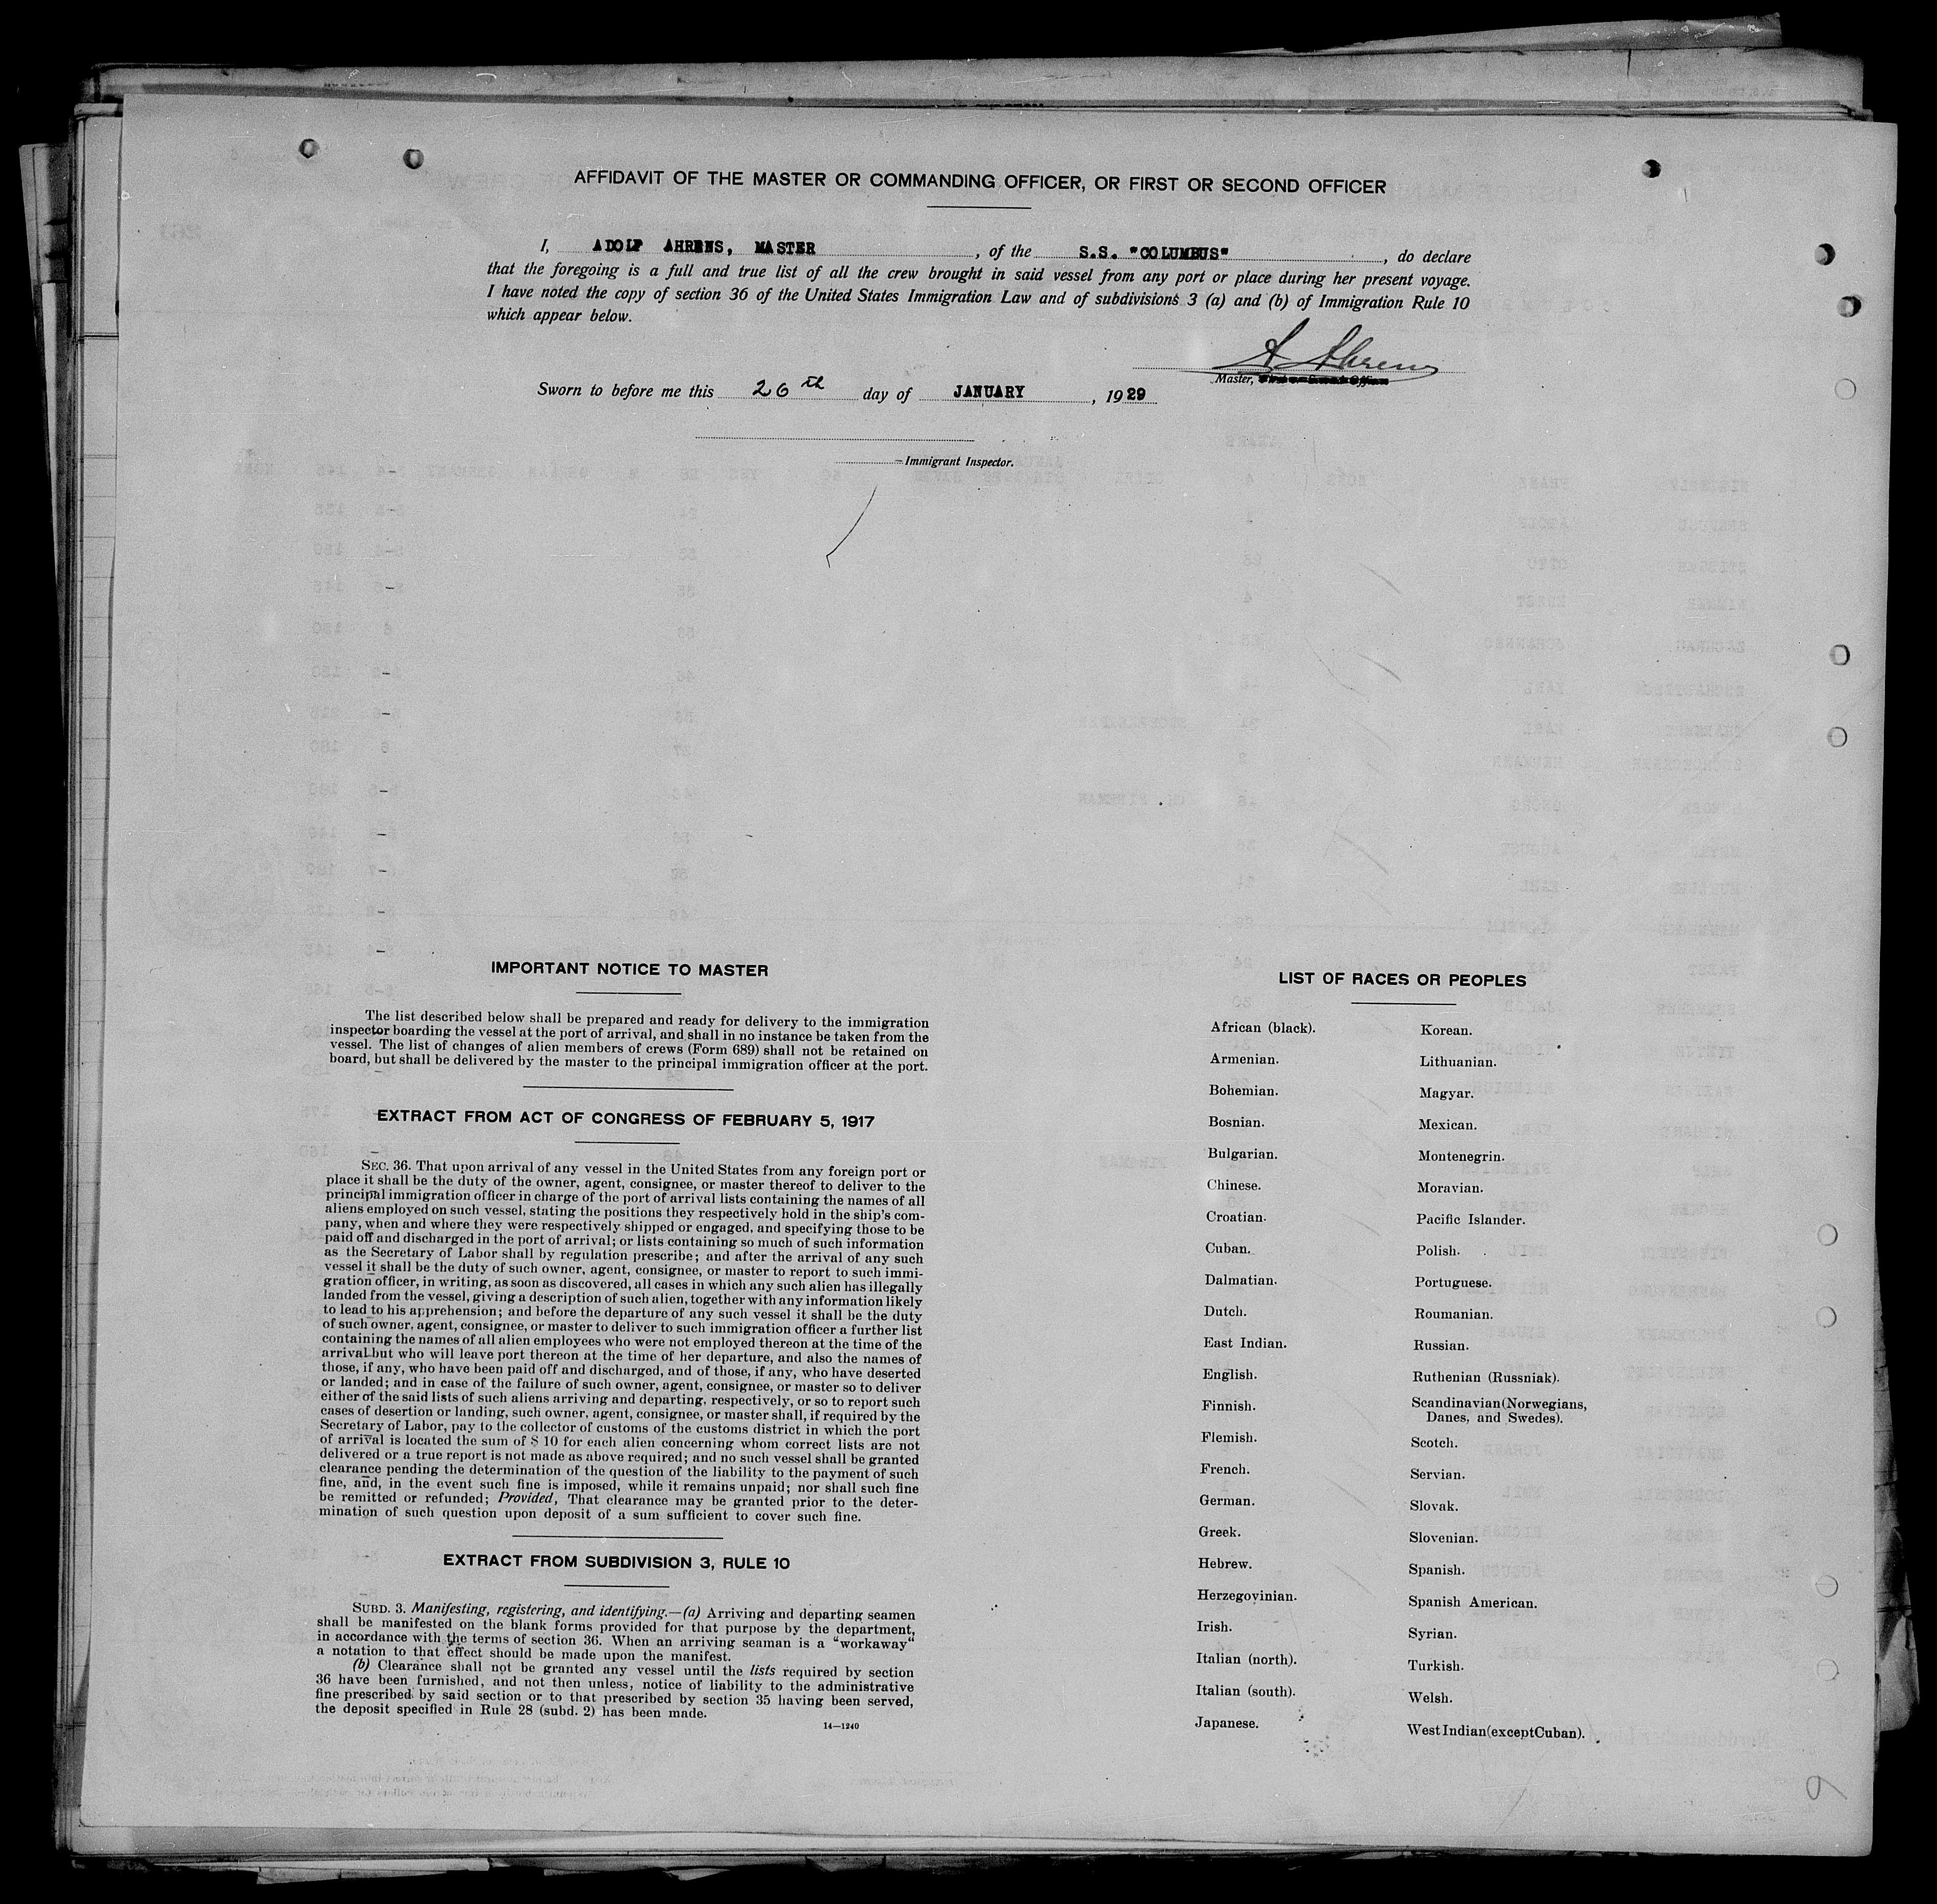 AFFIDAVIT OF THE MASTER OR COMMANDING OFFICER, OR FIRST OR SECOND OFFICER
I, ADOLF AHRENS, MASTER, of the S.S. "COLUMBUS", do declare
that the foregoing is a full and true list of all the crew brought in said vessel from any port or place during her present voyage.
I have noted the copy of section 36 of the United States Immigration Law and of subdivisions 3 (a) and (b) of Immigration Rule 10
which appear below.
A Ahrens
Master,
Sworn to before me this 26th day of JANUARY, 1929
Immigrant Inspector.
IMPORTANT NOTICE TO MASTER
The list described below shall be prepared and ready for delivery to the immigration
inspector boarding the vessel at the port of arrival, and shall in no instance be taken from the
vessel. The list of changes of alien members of crews (Form 689) shall not be retained on
board, but shall be delivered by the master to the principal immigration officer at the port.
EXTRACT FROM ACT OF CONGRESS OF FEBRUARY 5, 1917
SEC. 36. That upon arrival of any vessel in the United States from any foreign port or
place it shall be the duty of the owner, agent, consignee, or master thereof to deliver to the
principal immigration officer in charge of the port of arrival lists containing the names of all
aliens employed on such vessel, stating the positions they respectively hold in the ship's com-
pany, when and where they were respectively shipped or engaged, and specifying those to be
paid off and discharged in the port of arrival; or lists containing so much of such information
as the Secretary of Labor shall by regulation prescribe; and after the arrival of any such
vessel it shall be the duty of such owner, agent, consignee, or master to report to such immi-
gration officer, in writing, as soon as discovered, all cases in which any such alien has illegally
landed from the vessel, giving a description of such alien, together with any information likely
to lead to his apprehension; and before the departure of any such vessel it shall be the duty
of such owner, agent, consignee, or master to deliver to such immigration officer a further list
containing the names of all alien employees who were not employed thereon at the time of the
arrival but who will leave port thereon at the time of her departure, and also the names of
those, if any, who have been paid off and discharged, and of those, if any, who have deserted
or landed; and in case of the failure of such owner, agent, consignee, or master so to deliver
either of the said lists of such aliens arriving and departing, respectively, or so to report such
cases of desertion or landing, such owner, agent, consignee, or master shall, if required by the
Secretary of Labor, pay to the collector of customs of the customs district in which the port
of arrival is located the sum of $ 10 for each alien concerning whom correct lists are not
delivered or a true report is not made as above required; and no such vessel shall be granted
clearance pending the determination of the question of the liability to the payment of such
fine, and, in the event such fine is imposed, while it remains unpaid; nor shall such fine
be remitted or refunded; Provided, That clearance may be granted prior to the deter-
mination of such question upon deposit of a sum sufficient to cover such fine.
EXTRACT FROM SUBDIVISION 3, RULE 10
SUBD. 3. Manifesting, registering, and identifying.—(a) Arriving and departing seamen
shall be manifested on the blank forms provided for that purpose by the department,
in accordance with the terms of section 36. When an arriving seaman is a "workaway"
a notation to that effect should be made upon the manifest.
(b) Clearance shall not be granted any vessel until the lists required by section
36 have been furnished, and not then unless, notice of liability to the administrative
fine prescribed by said section or to that prescribed by section 35 having been served,
the deposit specified in Rule 28 (subd. 2) has been made.
14—1240
LIST OF RACES OR PEOPLES
African (black).
Armenian.
Bohemian.
Bosnian.
Bulgarian.
Chinese.
Croatian.
Cuban.
Dalmatian.
Dutch.
East Indian.
English.
Finnish.
Flemish.
French.
German.
Greek.
Hebrew.
Herzegovinian.
Irish.
Italian (north).
Italian (south).
Japanese.
Korean.
Lithuanian.
Magyar.
Mexican.
Montenegrin.
Moravian.
Pacific Islander.
Polish.
Portuguese.
Roumanian.
Russian.
Ruthenian (Russniak).
Scandinavian (Norwegians,
Danes, and Swedes).
Scotch.
Servian.
Slovak.
Slovenian.
Spanish.
Spanish American.
Syrian.
Turkish.
Welsh.
West Indian (except Cuban).